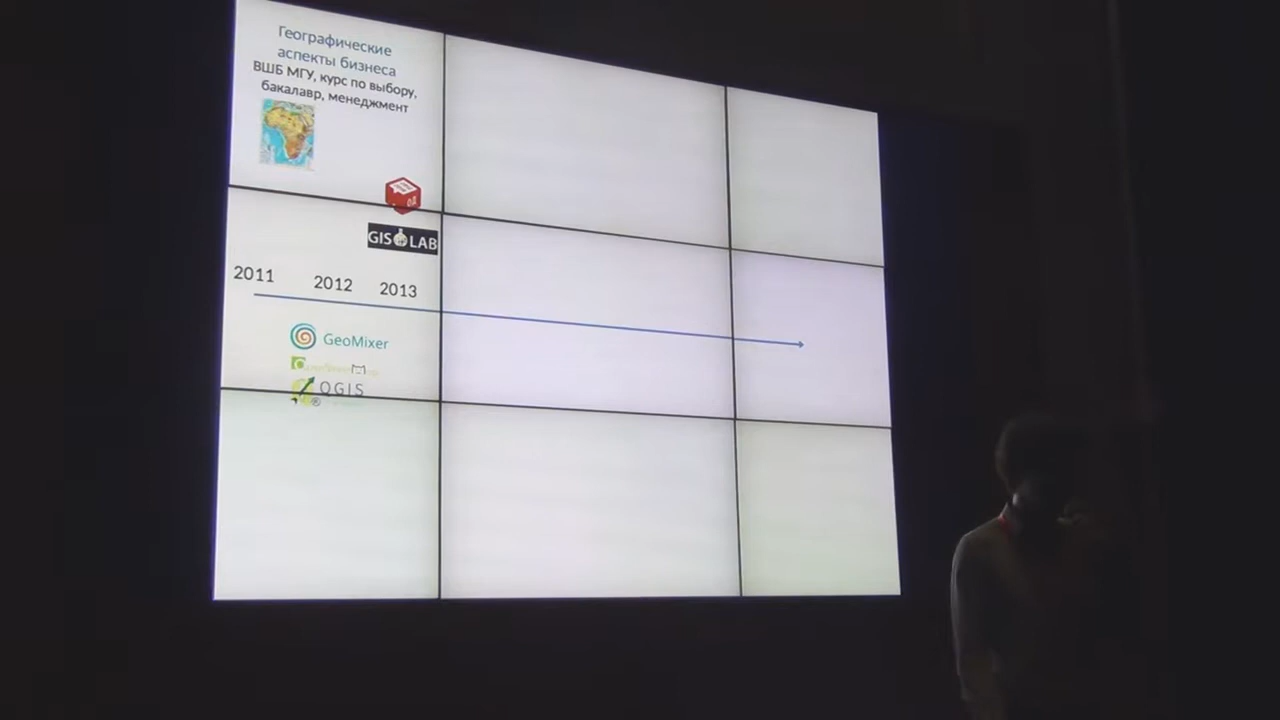 Географические
аспекты бизнеса
ВШБ МГУ, курс по выбору,
бакалавр, менеджмент
GIS LAB
2011
2012
2013
GeoMixer
QGIS